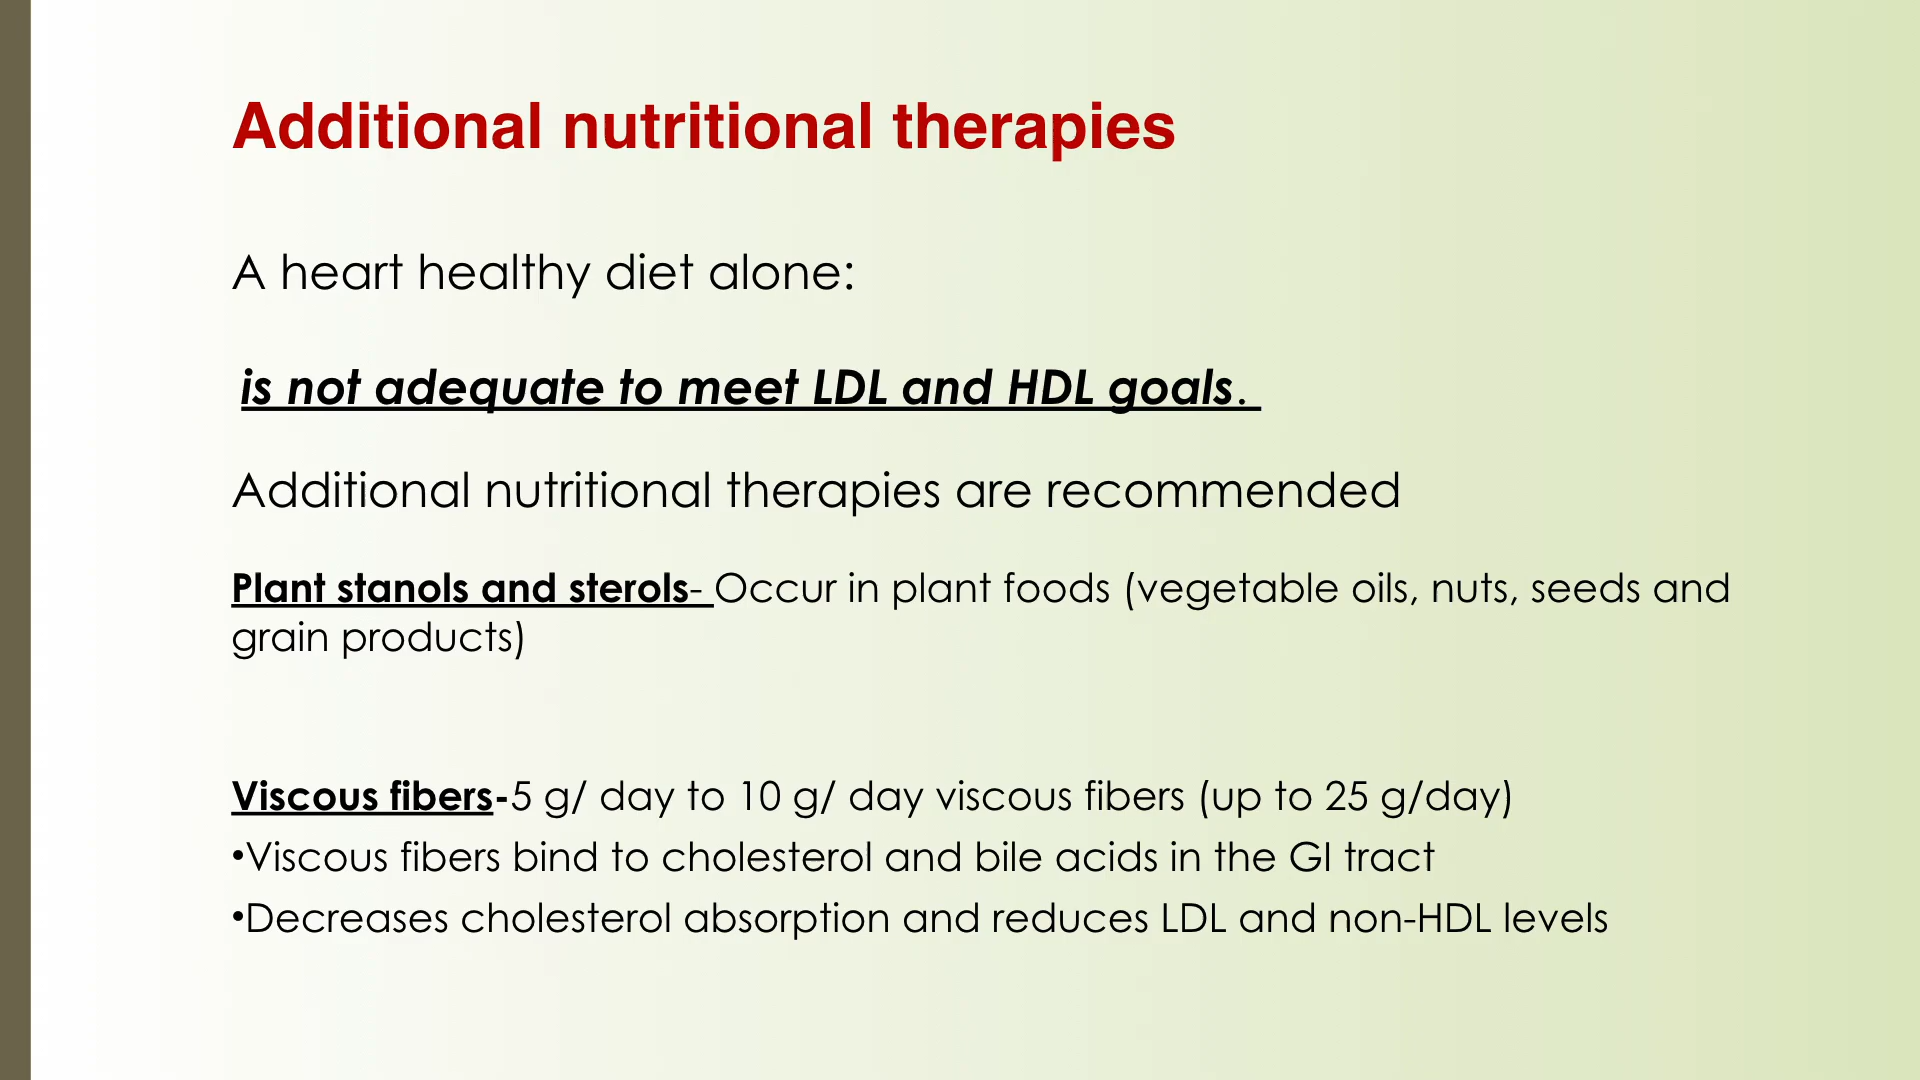 Additional nutritional therapies
A heart healthy diet alone:
is not adequate to meet LDL and HDL goals.
Additional nutritional therapies are recommended
Plant stanols and sterols- Occur in plant foods (vegetable oils, nuts, seeds and
grain products)
Viscous fibers-5 g/ day to 10 g/ day viscous fibers (up to 25 g/day)
•Viscous fibers bind to cholesterol and bile acids in the GI tract
•Decreases cholesterol absorption and reduces LDL and non-HDL levels